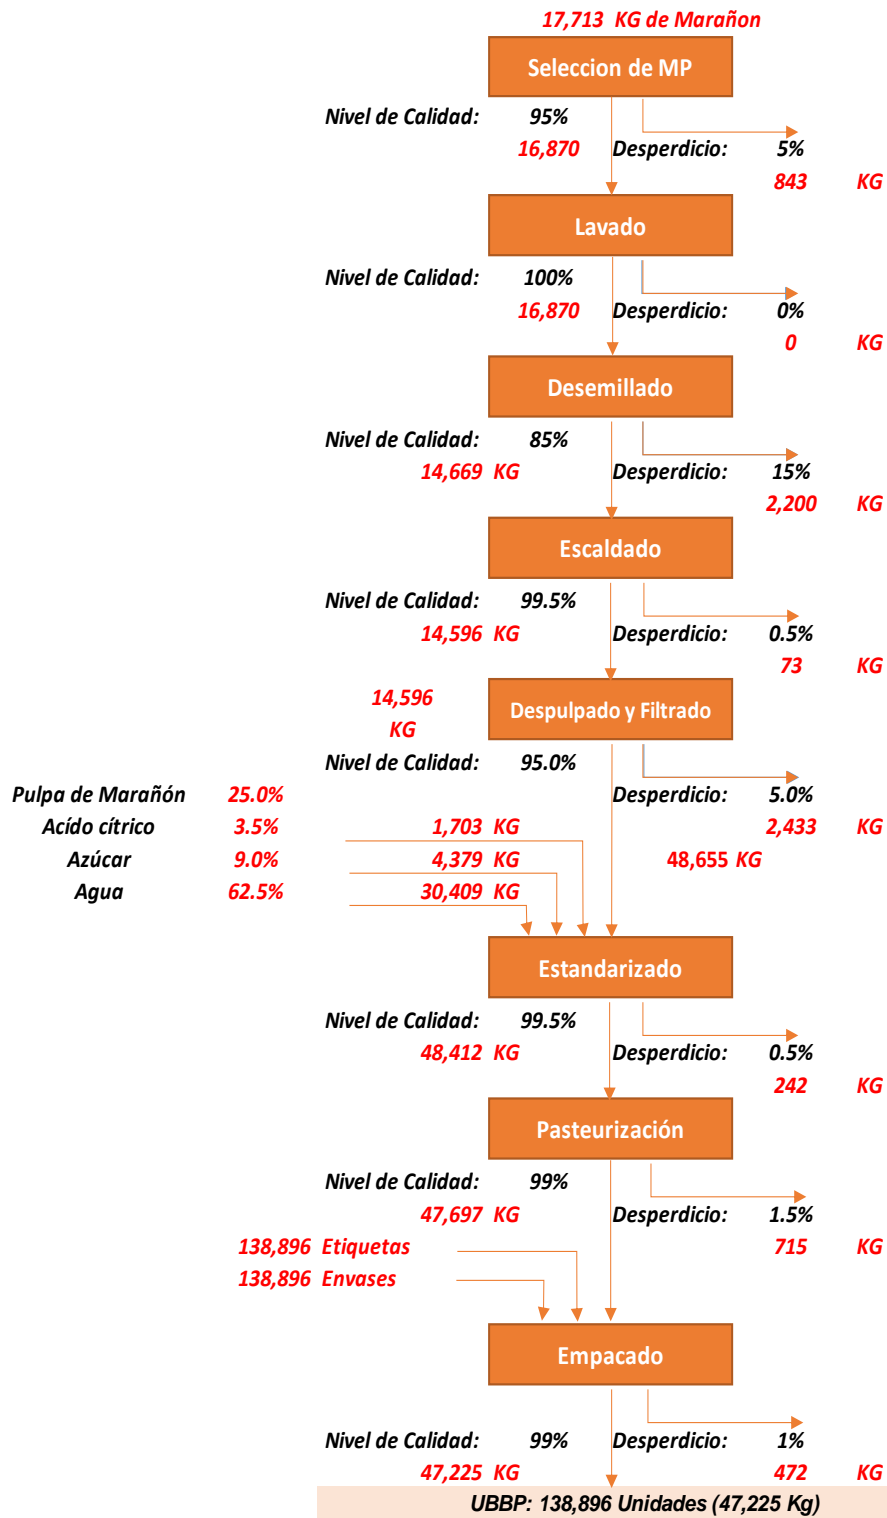 17,713 KG de Marañon
Seleccion de MP
Nivel de Calidad: 95%
16,870 Desperdicio: 5%
843 KG
Lavado
Nivel de Calidad: 100%
16,870 Desperdicio: 0%
0 KG
Desemillado
Nivel de Calidad: 85%
14,669 KG Desperdicio: 15%
2,200 KG
Escaldado
Nivel de Calidad: 99.5%
14,596 KG Desperdicio: 0.5%
73 KG
14,596
KG
Despulpado y Filtrado
Nivel de Calidad: 95.0%
Pulpa de Marañón 25.0% Desperdicio: 5.0%
Acído cítrico 3.5% 1,703 KG 2,433 KG
Azúcar 9.0% 4,379 KG 48,655 KG
Agua 62.5% 30,409 KG
Estandarizado
Nivel de Calidad: 99.5%
48,412 KG Desperdicio: 0.5%
242 KG
Pasteurización
Nivel de Calidad: 99%
47,697 KG Desperdicio: 1.5%
138,896 Etiquetas 715 KG
138,896 Envases
Empacado
Nivel de Calidad: 99% Desperdicio: 1%
47,225 KG 472 KG
UBBP: 138,896 Unidades (47,225 Kg)